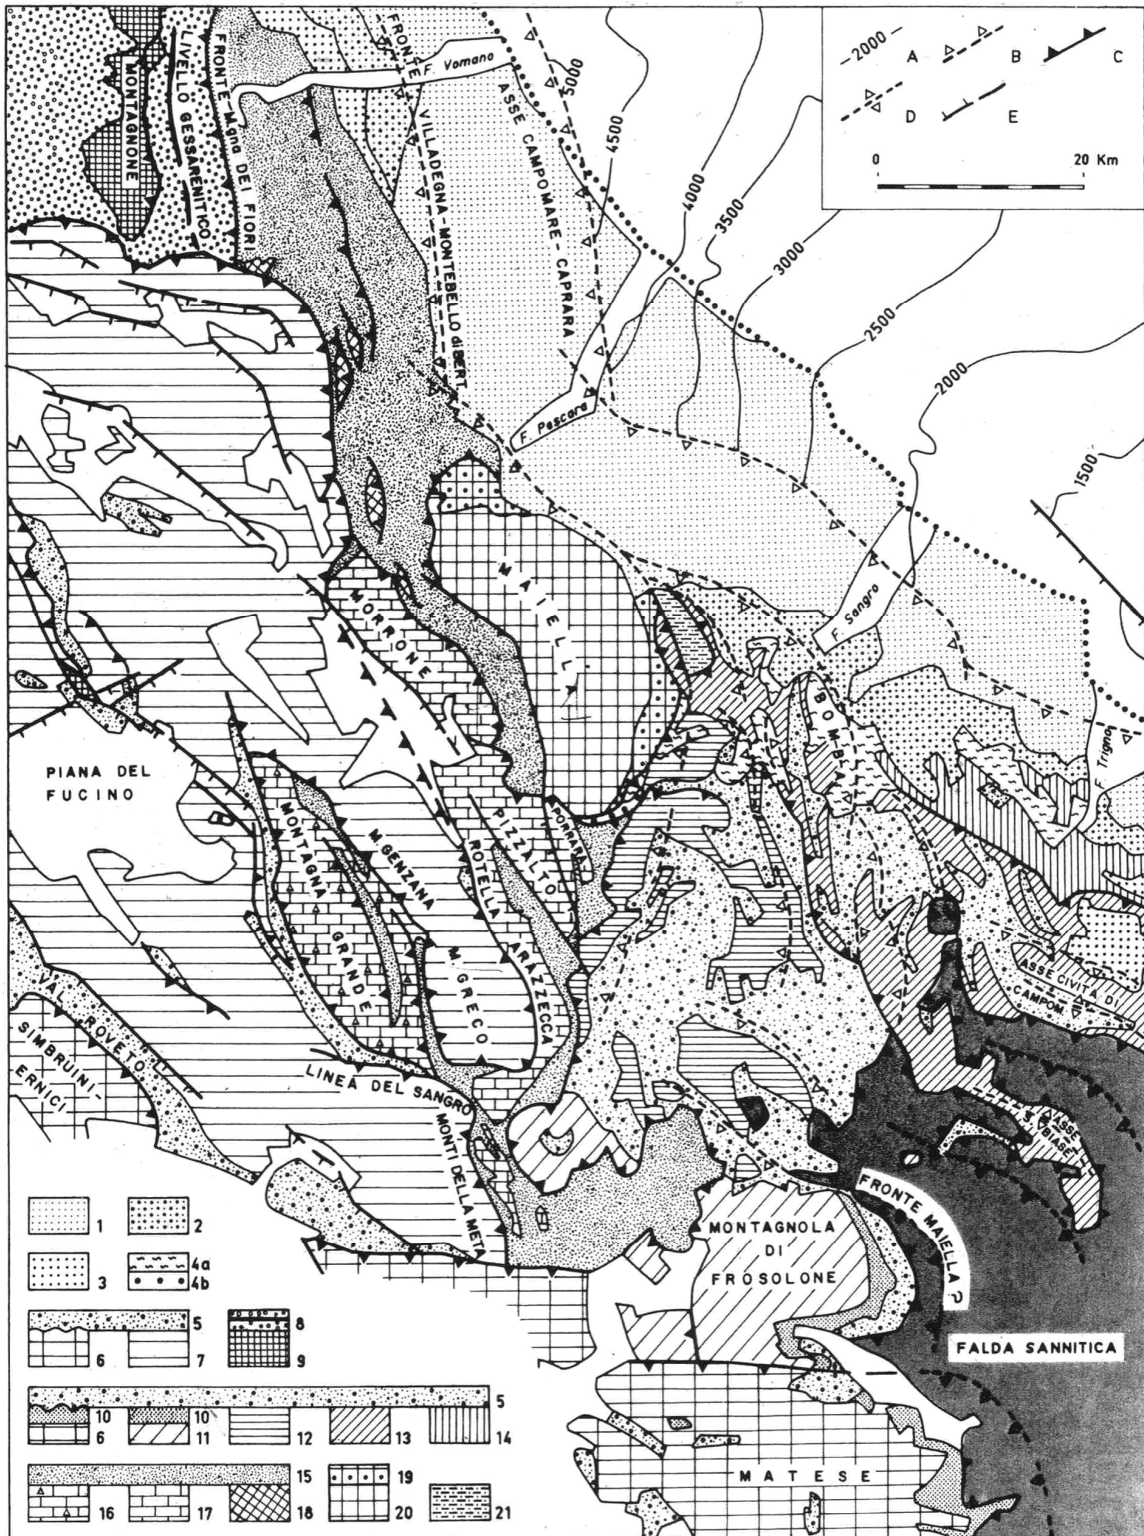 -2000-
A
B
C
D
E
0
20 Km
MONTAGNONE
LIVELLO GESSARENITICO
FRONTE M.gna DEI FIORI
FRONTE VILLADEGNA-MONTEBELLO di BERT.
F. Vomano
ASSE CAMPOMARE-CAPRARA
5000
4500
4000
3500
3000
2500
2000
1500
F. Pescara
F. Sangro
F. Trigno
MAIELLA
MORRONE
BOMBA
PIANA DEL
FUCINO
MONTAGNA
GRANDE
M. GENZANA
M. GRECO
ROTELLA
ARAZZECCA
PIZZALTO
PORRARA
VAL ROVETO
SIMBRUINI-
ERNICI
LINEA DEL SANGRO
MONTI DELLA META
ASSE CIVITA DI
CAMPOM.
ASSE
FRONTE MAIELLA ?
MONTAGNOLA
DI
FROSOLONE
FALDA SANNITICA
MATESE
1
2
3
4a
4b
5
6
7
8
9
5
10
10
6
11
12
13
14
15
16
17
18
19
20
21